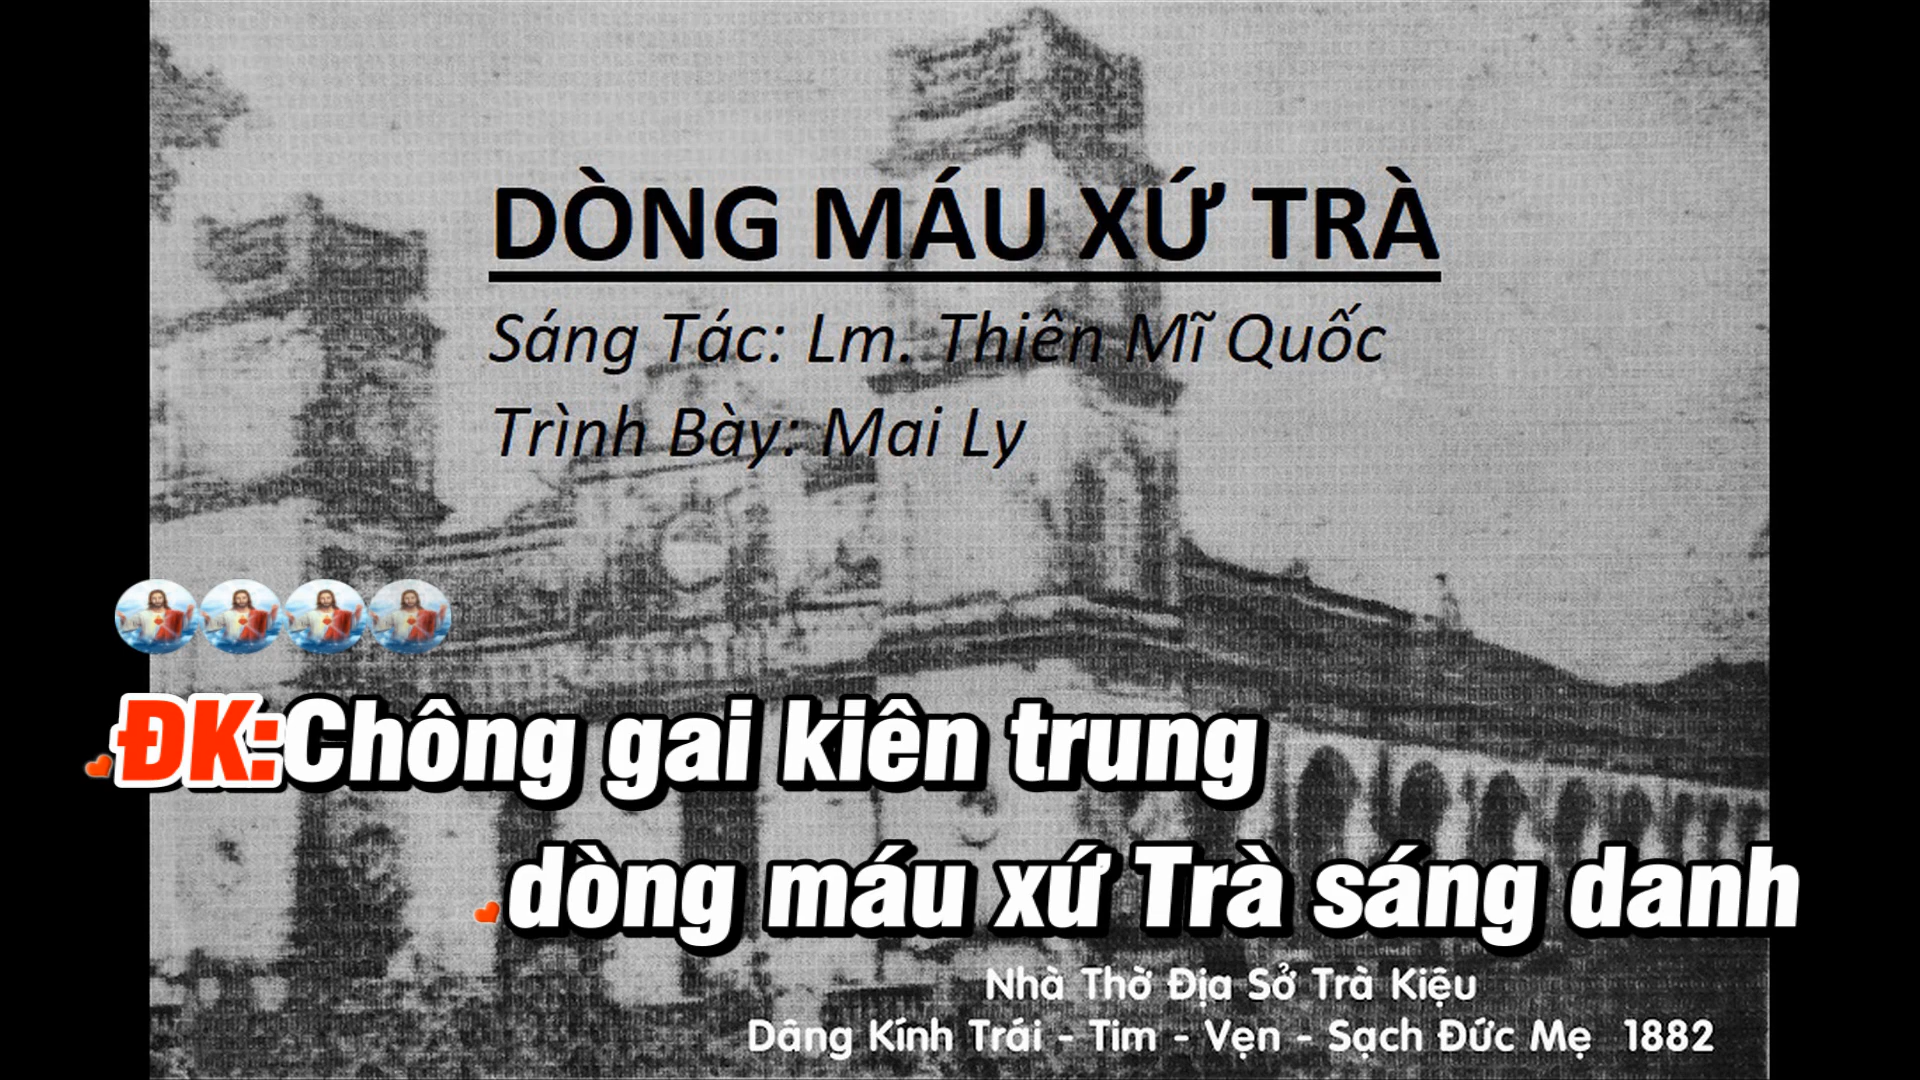 DÒNG MÁU XỨ TRÀ
Sáng Tác: Lm. Thiên Mĩ Quốc
Trình Bày: Mai Ly
ĐK:Chông gai kiên trung
dòng máu xứ Trà sáng danh
Nhà Thờ Địa Sở Trà Kiệu
Dâng Kính Trái - Tim - Vẹn - Sạch Đức Mẹ 1882